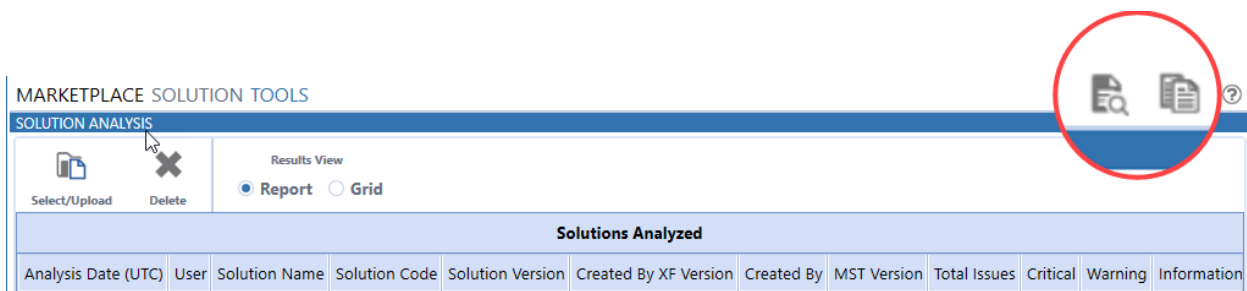 MARKETPLACE SOLUTION TOOLS
?
SOLUTION ANALYSIS
Select/Upload
Delete
Results View
Report
Grid
Solutions Analyzed
Analysis Date (UTC) User Solution Name Solution Code Solution Version Created By XF Version Created By MST Version Total Issues Critical Warning Information